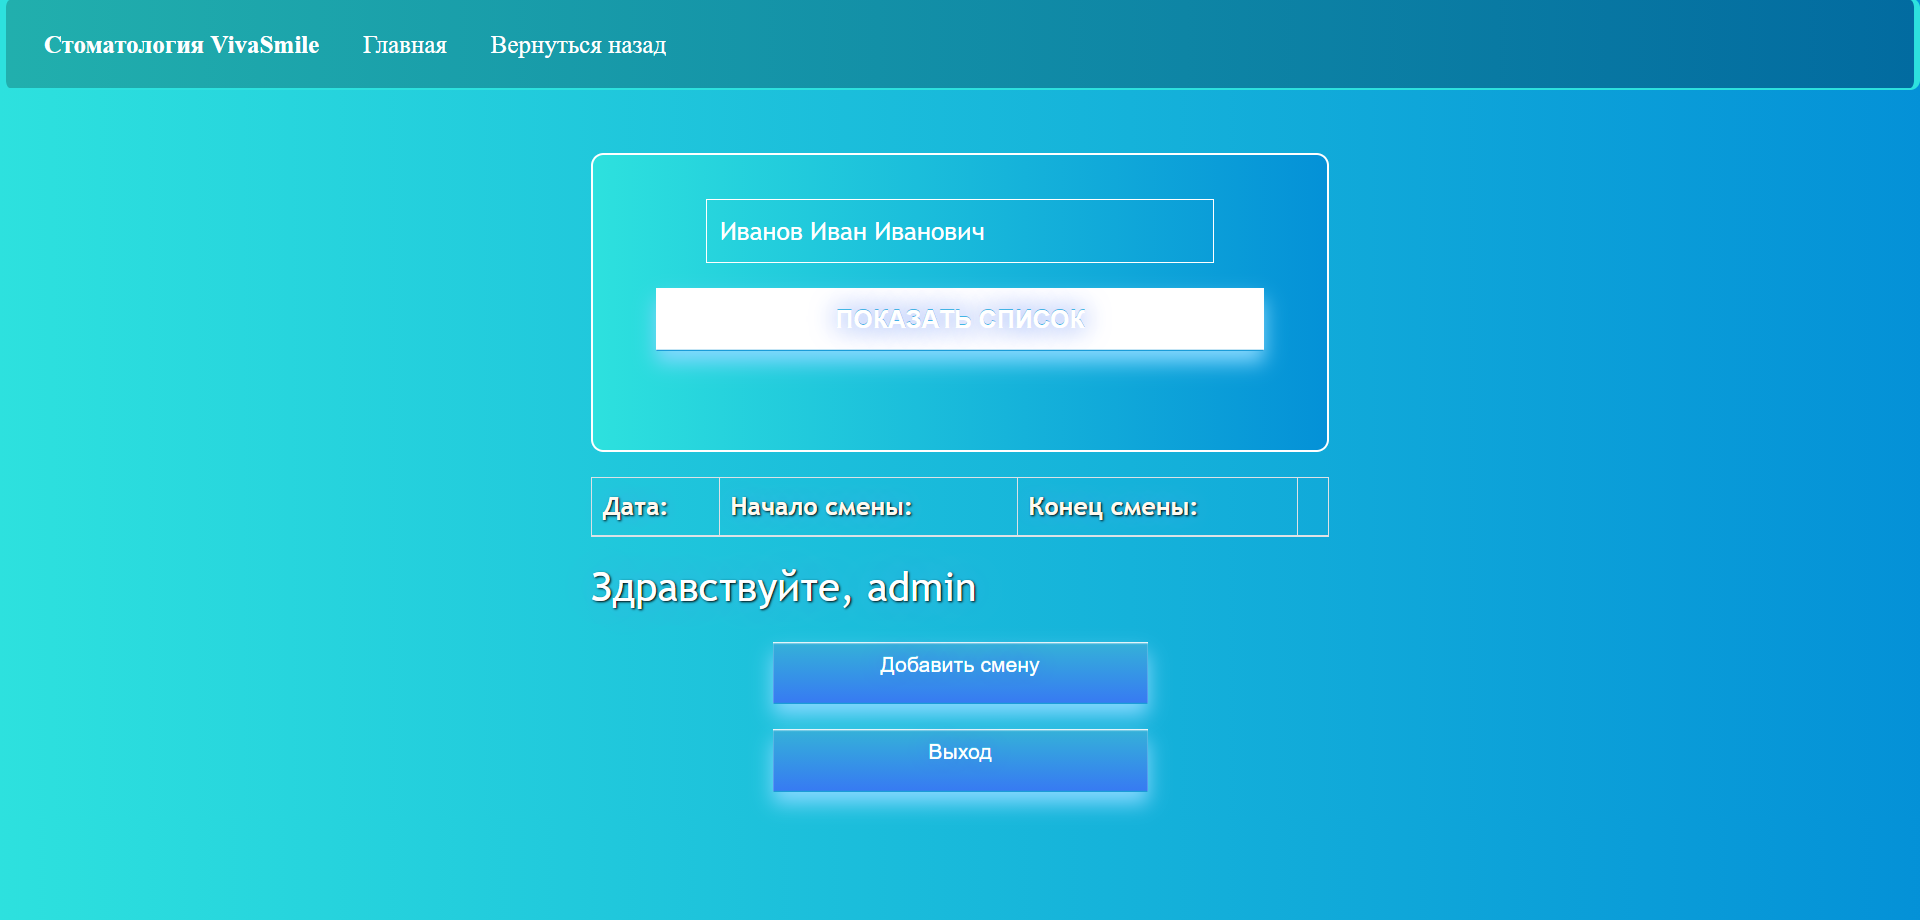 Стоматология VivaSmile Главная Вернуться назад
Иванов Иван Иванович
ПОКАЗАТЬ СПИСОК
Дата: Начало смены: Конец смены:
Здравствуйте, admin
Добавить смену
Выход